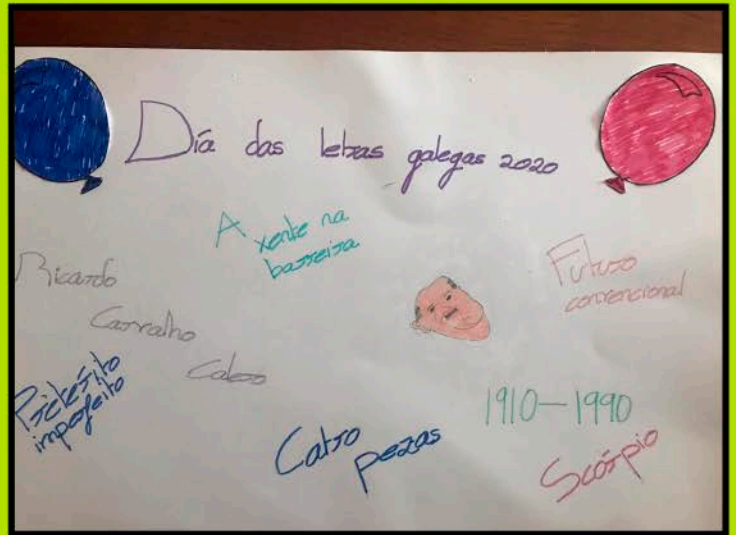 Día das letras galegas 2020
A xente na
barreira
Ricardo
Carvalho
Calero
Futuro
convencional
Pretérito
imperfeito
1910-1990
Catro
pezas
Scórpio